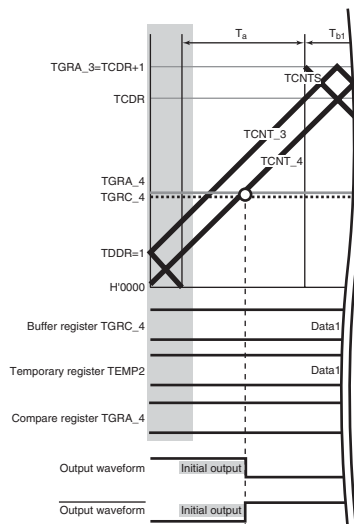 Ta
Tb1
TGRA_3=TCDR+1
TCNTS
TCDR
TCNT_3
TCNT_4
TGRA_4
TGRC_4
TDDR=1
H'0000
Buffer register TGRC_4
Data1
Temporary register TEMP2
Data1
Compare register TGRA_4
Output waveform
Initial output
Output waveform
Initial output